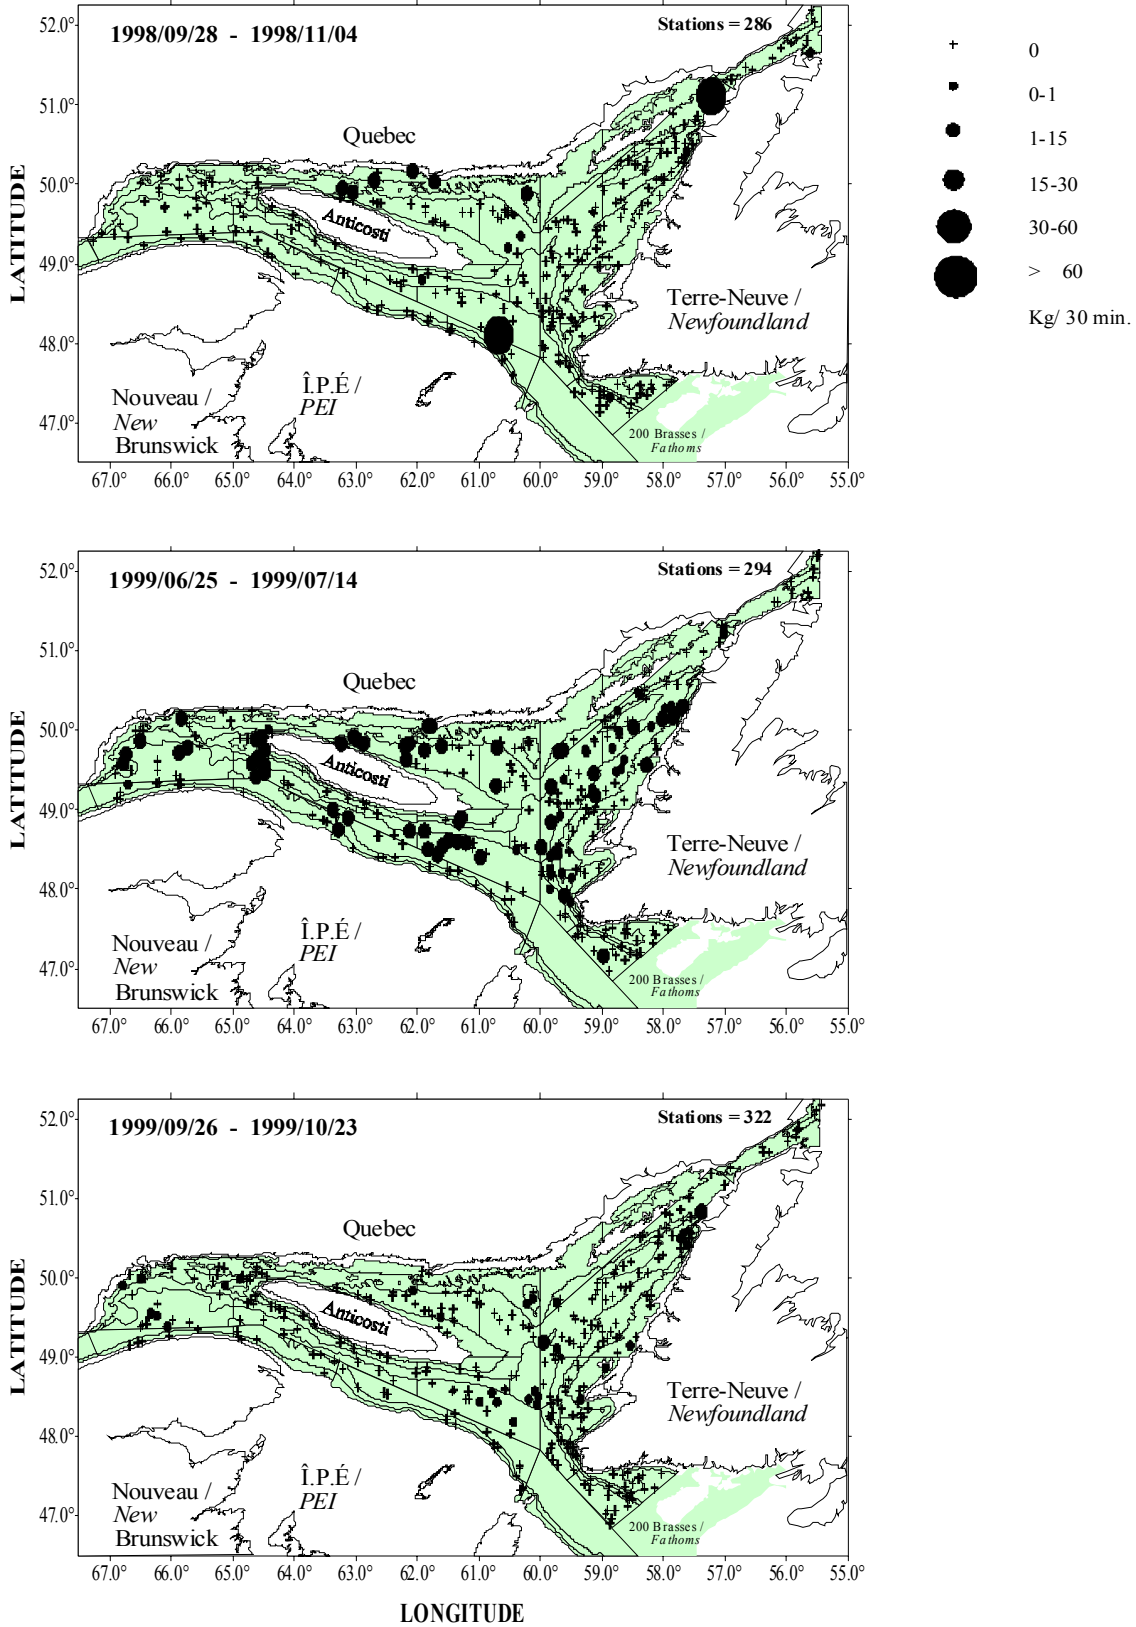 52.0°
1998/09/28 - 1998/11/04
Stations = 286
51.0°
Quebec
50.0°
Anticosti
49.0°
Terre-Neuve /
Newfoundland
48.0°
Nouveau /
New
Brunswick
Î.P.É /
PEI
47.0°
200 Brasses /
Fathoms
67.0° 66.0° 65.0° 64.0° 63.0° 62.0° 61.0° 60.0° 59.0° 58.0° 57.0° 56.0° 55.0°
LATITUDE
0
0-1
1-15
15-30
30-60
> 60
Kg/ 30 min.
52.0°
1999/06/25 - 1999/07/14
Stations = 294
51.0°
Quebec
50.0°
Anticosti
49.0°
Terre-Neuve /
Newfoundland
48.0°
Nouveau /
New
Brunswick
Î.P.É /
PEI
47.0°
200 Brasses /
Fathoms
67.0° 66.0° 65.0° 64.0° 63.0° 62.0° 61.0° 60.0° 59.0° 58.0° 57.0° 56.0° 55.0°
LATITUDE
52.0°
1999/09/26 - 1999/10/23
Stations = 322
51.0°
Quebec
50.0°
Anticosti
49.0°
Terre-Neuve /
Newfoundland
48.0°
Nouveau /
New
Brunswick
Î.P.É /
PEI
47.0°
200 Brasses /
Fathoms
67.0° 66.0° 65.0° 64.0° 63.0° 62.0° 61.0° 60.0° 59.0° 58.0° 57.0° 56.0° 55.0°
LATITUDE
LONGITUDE